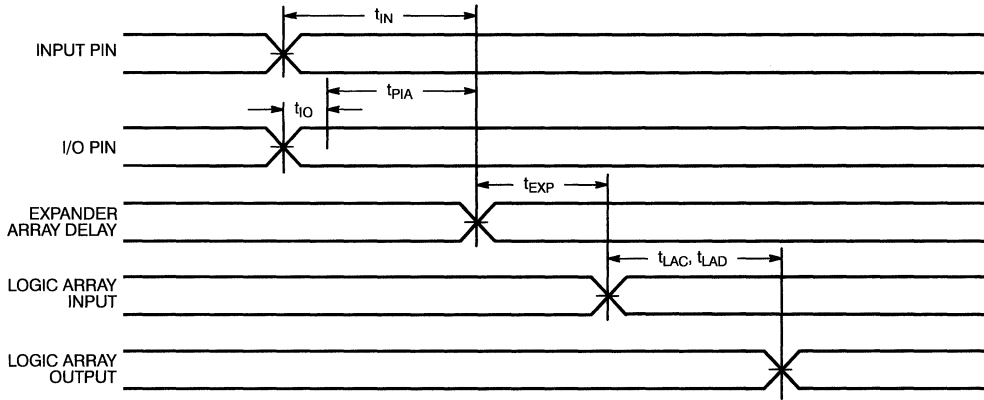 tIN
INPUT PIN
tPIA
tIO
I/O PIN
tEXP
EXPANDER
ARRAY DELAY
tLAC, tLAD
LOGIC ARRAY
INPUT
LOGIC ARRAY
OUTPUT